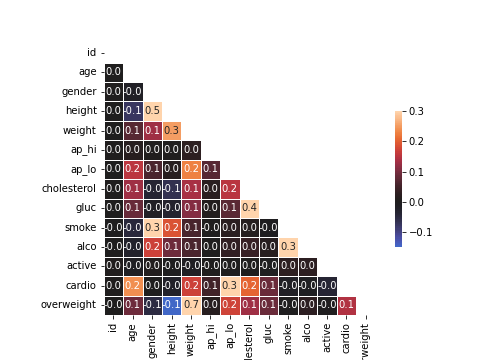 id
age 0.0
gender 0.0 -0.0
height 0.0 -0.1 0.5
weight -0.0 0.1 0.1 0.3
ap_hi 0.0 0.0 0.0 0.0 0.0
ap_lo 0.0 0.2 0.1 0.0 0.2 0.1
cholesterol 0.0 0.1 -0.0 -0.1 0.1 0.0 0.2
gluc 0.0 0.1 -0.0 -0.0 0.1 0.0 0.1 0.4
smoke -0.0 -0.0 0.3 0.2 0.1 -0.0 0.0 0.0 -0.0
alco 0.0 -0.0 0.2 0.1 0.1 0.0 0.0 0.0 0.0 0.3
active 0.0 -0.0 0.0 -0.0 -0.0 -0.0 0.0 0.0 -0.0 0.0 0.0
cardio 0.0 0.2 0.0 -0.0 0.2 0.1 0.3 0.2 0.1 -0.0 -0.0 -0.0
overweight -0.0 0.1 -0.1 -0.1 0.7 0.0 0.2 0.1 0.1 -0.0 0.0 -0.0 0.1
id age gender height weight ap_hi ap_lo lesterol gluc smoke alco active cardio weight
0.3
0.2
0.1
0.0
−0.1